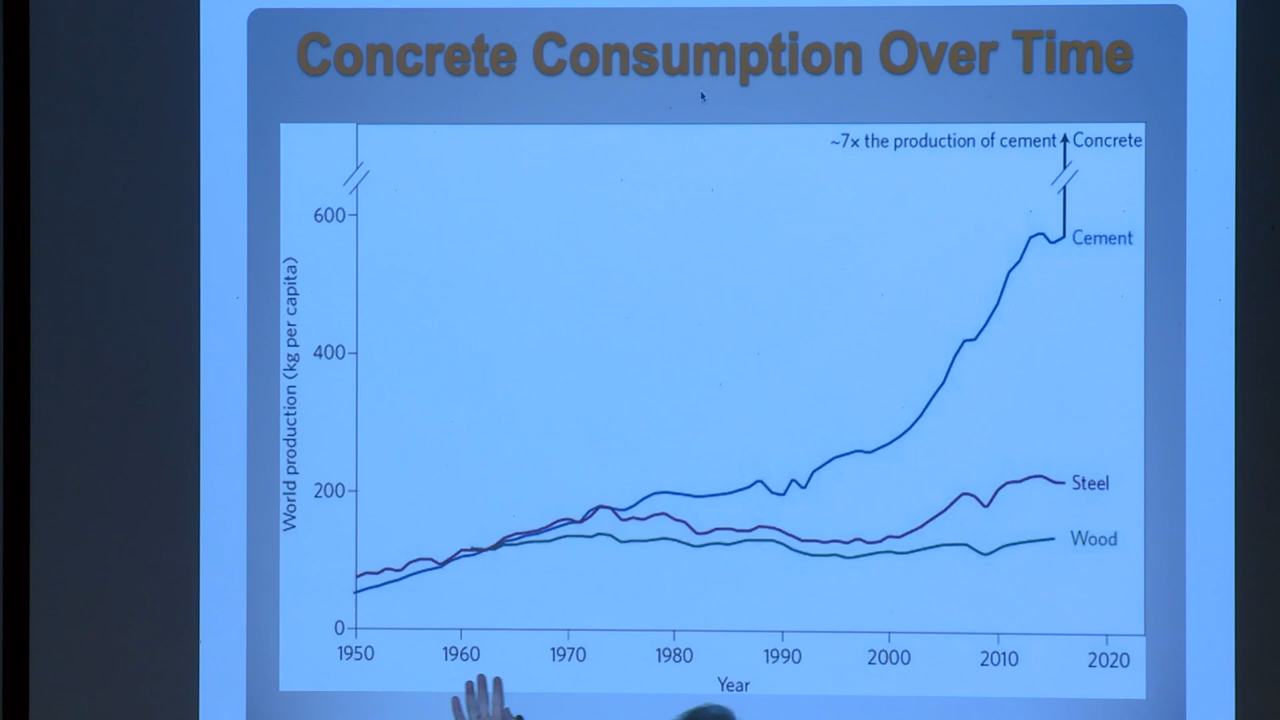 Concrete Consumption Over Time
~7x the production of cement Concrete
600
Cement
400
World production (kg per capita)
200
Steel
Wood
0
1950 1960 1970 1980 1990 2000 2010 2020
Year